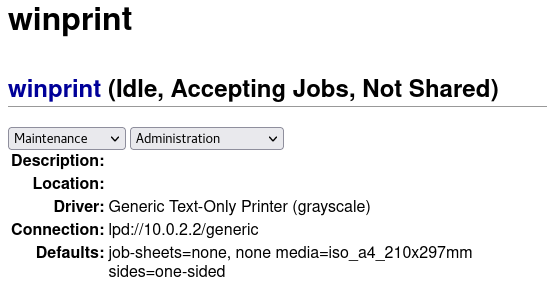 winprint
winprint (Idle, Accepting Jobs, Not Shared)
Maintenance Administration
Description:
Location:
Driver: Generic Text-Only Printer (grayscale)
Connection: lpd://10.0.2.2/generic
Defaults: job-sheets=none, none media=iso_a4_210x297mm
sides=one-sided